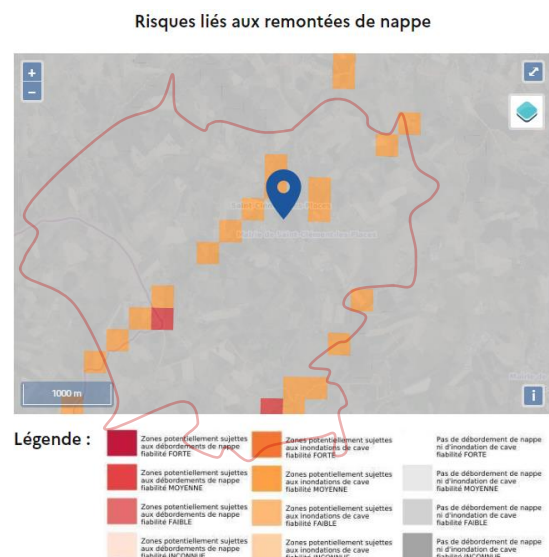 Risques liés aux remontées de nappe
+
−
1000 m
i
Légende :
Zones potentiellement sujettes
aux débordements de nappe
fiabilité FORTE
Zones potentiellement sujettes
aux inondations de cave
fiabilité FORTE
Pas de débordement de nappe
ni d'inondation de cave
fiabilité FORTE
Zones potentiellement sujettes
aux débordements de nappe
fiabilité MOYENNE
Zones potentiellement sujettes
aux inondations de cave
fiabilité MOYENNE
Pas de débordement de nappe
ni d'inondation de cave
fiabilité MOYENNE
Zones potentiellement sujettes
aux débordements de nappe
fiabilité FAIBLE
Zones potentiellement sujettes
aux inondations de cave
fiabilité FAIBLE
Pas de débordement de nappe
ni d'inondation de cave
fiabilité FAIBLE
Zones potentiellement sujettes
aux débordements de nappe
fiabilité INCONNUE
Zones potentiellement sujettes
aux inondations de cave
fiabilité INCONNUE
Pas de débordement de nappe
ni d'inondation de cave
fiabilité INCONNUE